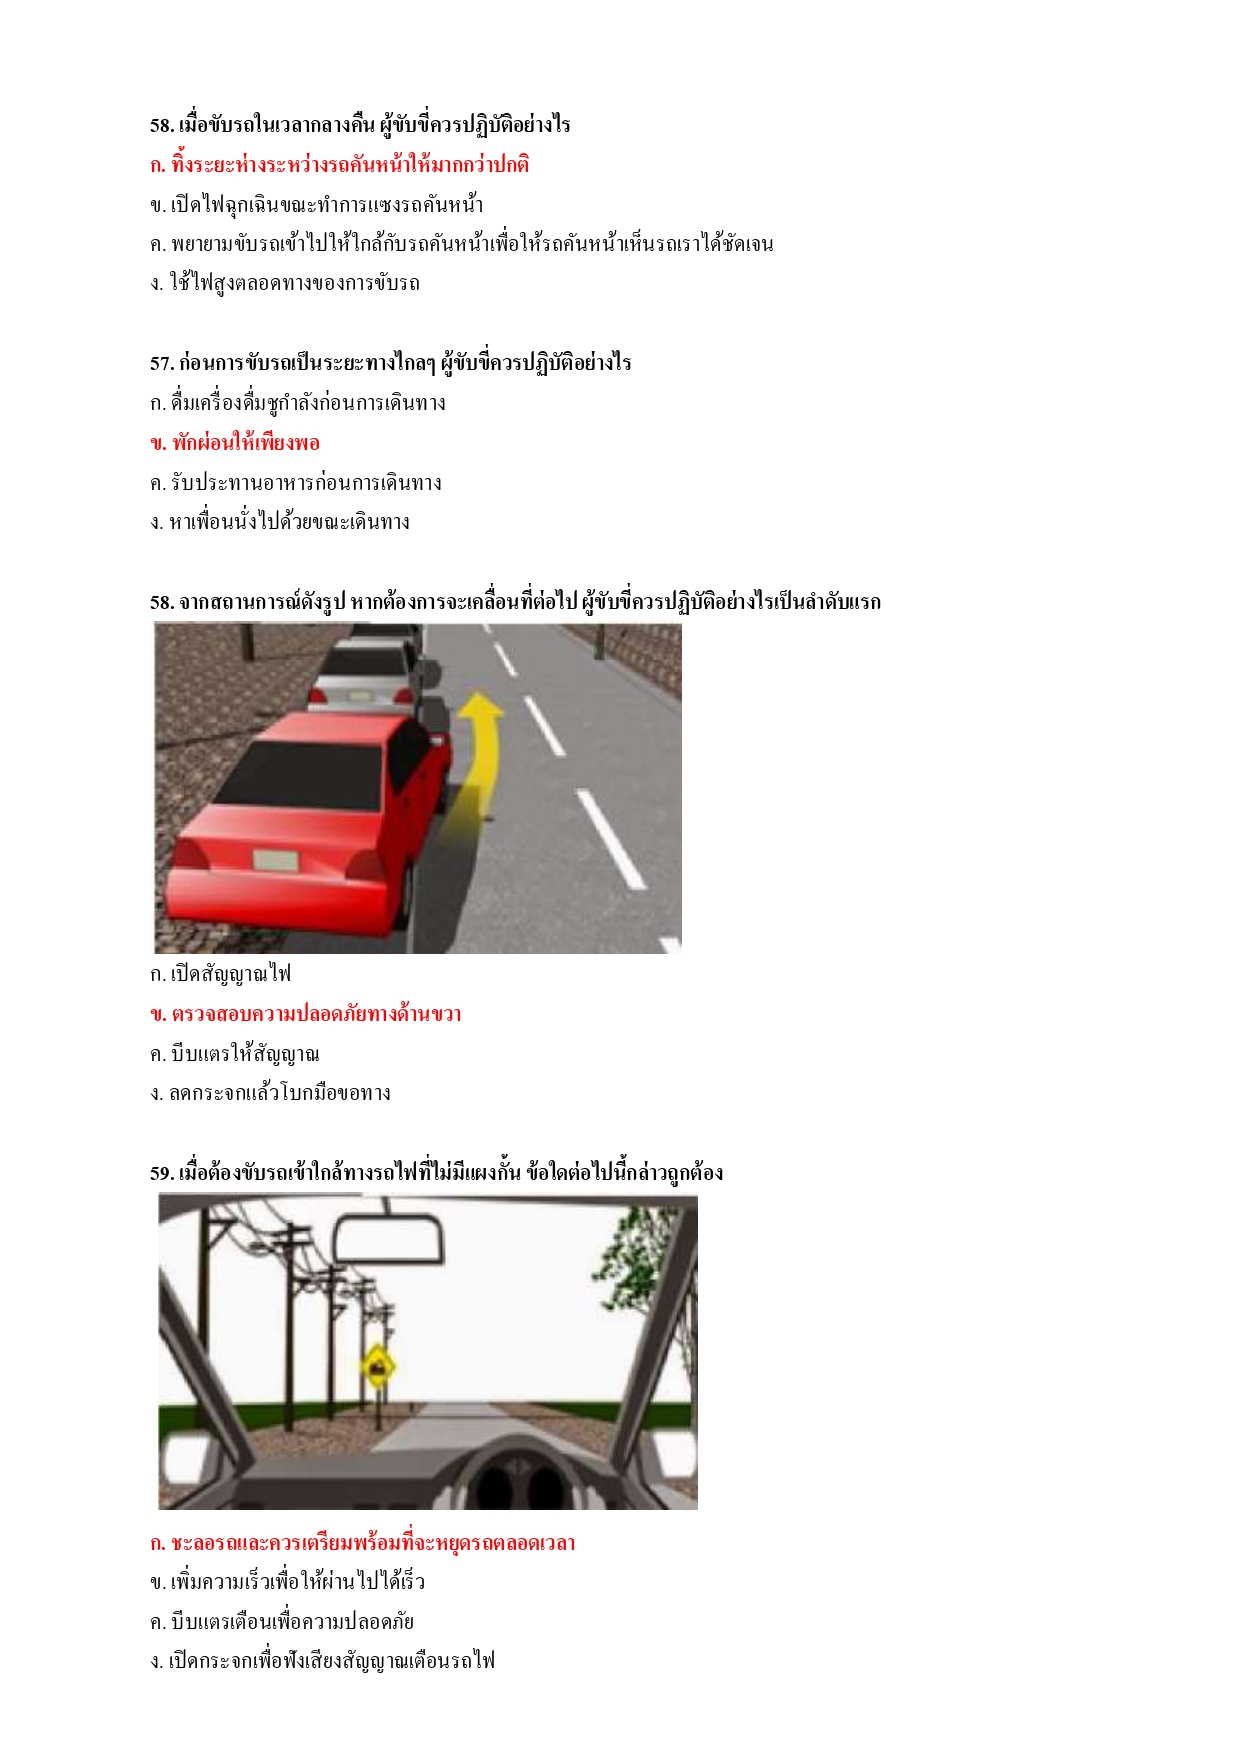 58. เมื่อขับรถในเวลากลางคืน ผู้ขับขี่ควรปฏิบัติอย่างไร
ก. ทิ้งระยะห่างระหว่างรถคันหน้าให้มากกว่าปกติ
ข. เปิดไฟฉุกเฉินขณะทำการแซงรถคันหน้า
ค. พยายามขับรถเข้าไปให้ใกล้กับรถคันหน้าเพื่อให้รถคันหน้าเห็นรถเราได้ชัดเจน
ง. ใช้ไฟสูงตลอดทางของการขับรถ
57. ก่อนการขับรถเป็นระยะทางไกลๆ ผู้ขับขี่ควรปฏิบัติอย่างไร
ก. ดื่มเครื่องดื่มชูกำลังก่อนการเดินทาง
ข. พักผ่อนให้เพียงพอ
ค. รับประทานอาหารก่อนการเดินทาง
ง. หาเพื่อนนั่งไปด้วยขณะเดินทาง
58. จากสถานการณ์ดังรูป หากต้องการจะเคลื่อนที่ต่อไป ผู้ขับขี่ควรปฏิบัติอย่างไรเป็นลำดับแรก
ก. เปิดสัญญาณไฟ
ข. ตรวจสอบความปลอดภัยทางด้านขวา
ค. บีบแตรให้สัญญาณ
ง. ลดกระจกแล้วโบกมือขอทาง
59. เมื่อต้องขับรถเข้าใกล้ทางรถไฟที่ไม่มีแผงกั้น ข้อใดต่อไปนี้กล่าวถูกต้อง
ก. ชะลอรถและควรเตรียมพร้อมที่จะหยุดรถตลอดเวลา
ข. เพิ่มความเร็วเพื่อให้ผ่านไปได้เร็ว
ค. บีบแตรเตือนเพื่อความปลอดภัย
ง. เปิดกระจกเพื่อฟังเสียงสัญญาณเตือนรถไฟ